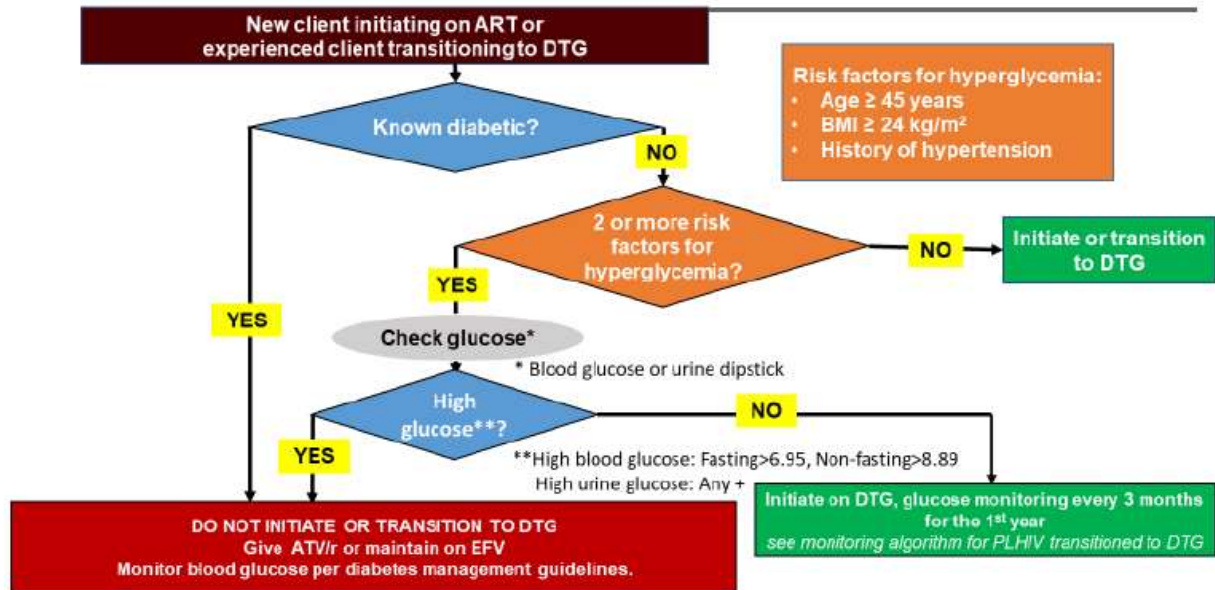 New client initiating on ART or
experienced client transitioning to DTG
Risk factors for hyperglycemia:
• Age ≥ 45 years
• BMI ≥ 24 kg/m²
• History of hypertension
Known diabetic?
NO
2 or more risk
factors for
hyperglycemia?
NO
Initiate or transition
to DTG
YES
YES
Check glucose*
* Blood glucose or urine dipstick
High
glucose**?
NO
YES
**High blood glucose: Fasting>6.95, Non-fasting>8.89
High urine glucose: Any +
DO NOT INITIATE OR TRANSITION TO DTG
Give ATV/r or maintain on EFV
Monitor blood glucose per diabetes management guidelines.
Initiate on DTG, glucose monitoring every 3 months
for the 1st year
see monitoring algorithm for PLHIV transitioned to DTG